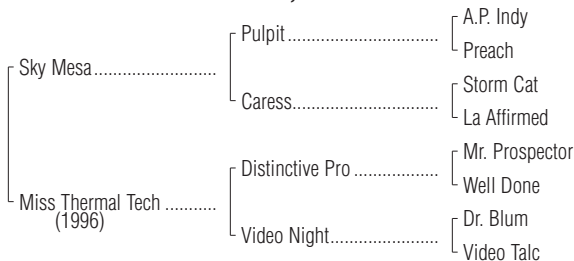 Pulpit.................................... A.P. Indy
Preach
Sky Mesa.............................
Caress.................................... Storm Cat
La Affirmed
Distinctive Pro .................... Mr. Prospector
Well Done
Miss Thermal Tech ............
(1996)
Video Night.......................... Dr. Blum
Video Talc